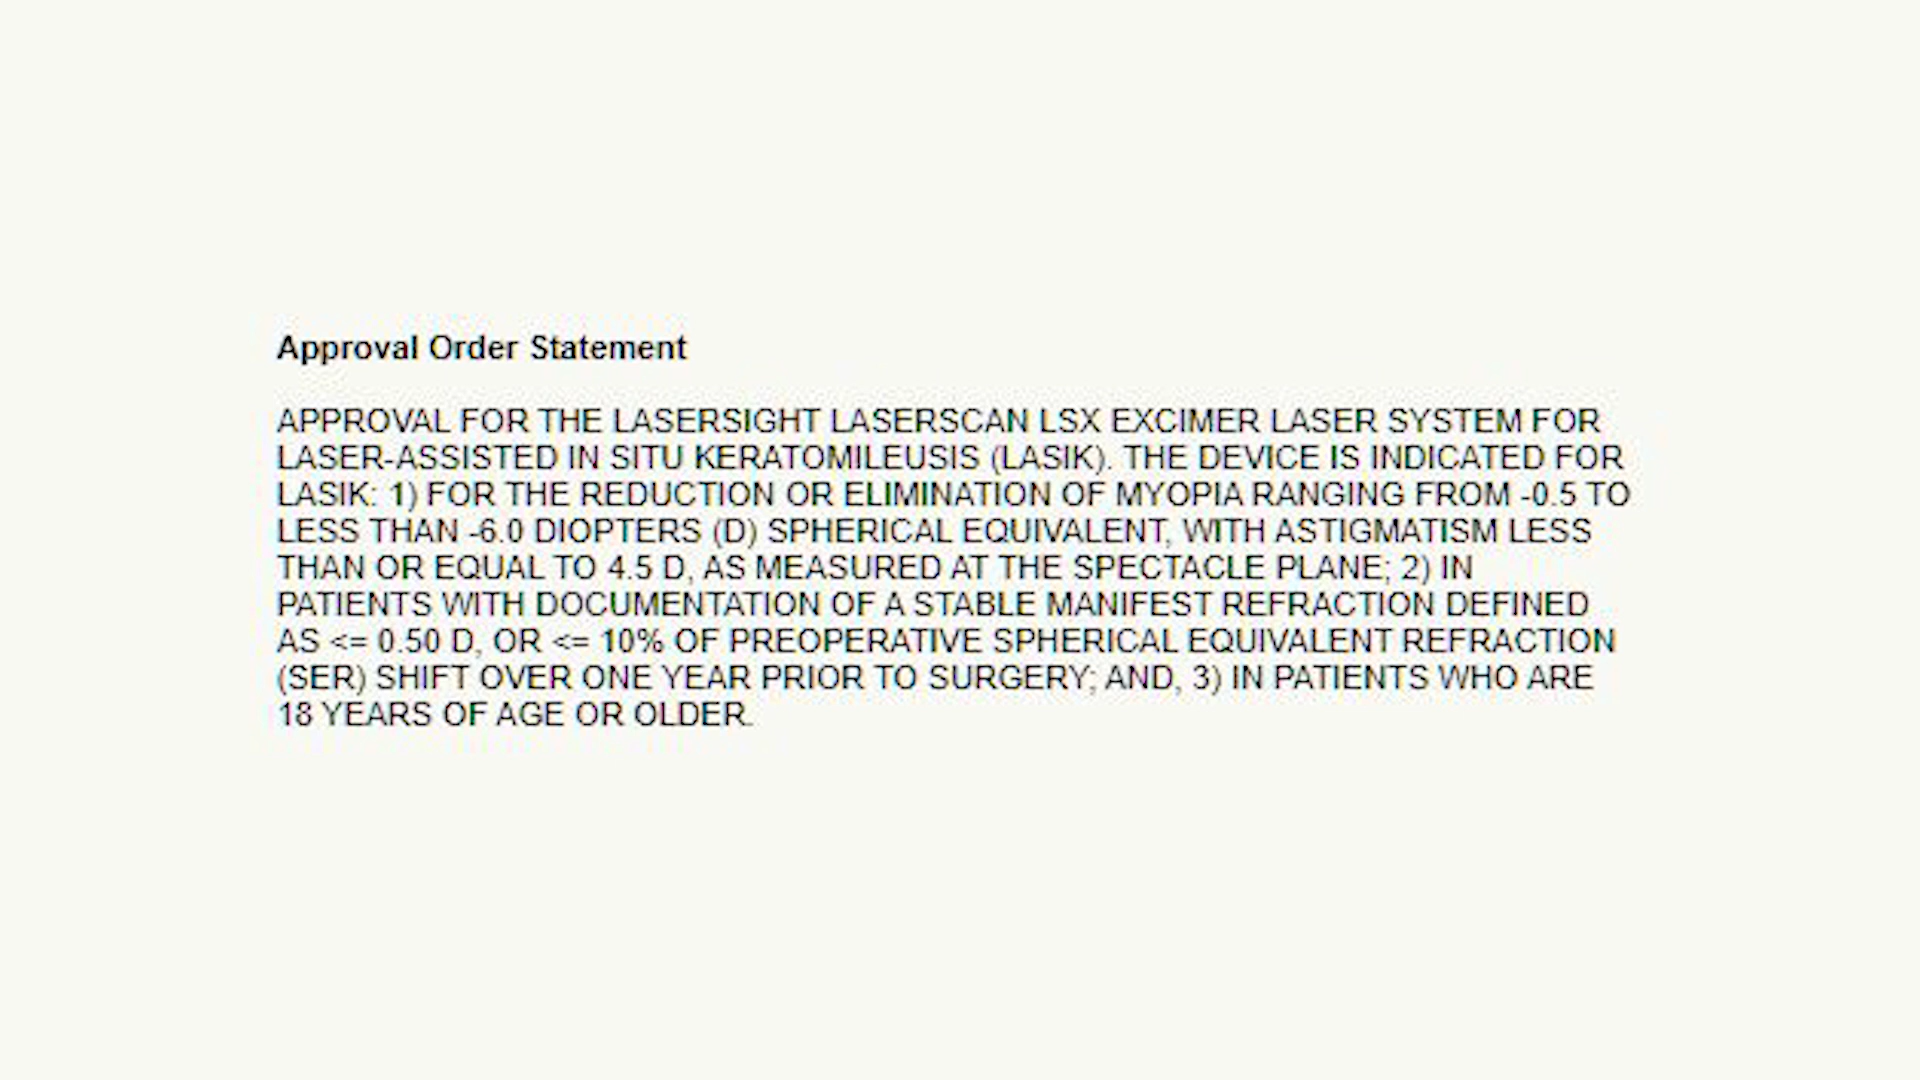 Approval Order Statement
APPROVAL FOR THE LASERSIGHT LASERSCAN LSX EXCIMER LASER SYSTEM FOR
LASER-ASSISTED IN SITU KERATOMILEUSIS (LASIK). THE DEVICE IS INDICATED FOR
LASIK: 1) FOR THE REDUCTION OR ELIMINATION OF MYOPIA RANGING FROM -0.5 TO
LESS THAN -6.0 DIOPTERS (D) SPHERICAL EQUIVALENT, WITH ASTIGMATISM LESS
THAN OR EQUAL TO 4.5 D, AS MEASURED AT THE SPECTACLE PLANE; 2) IN
PATIENTS WITH DOCUMENTATION OF A STABLE MANIFEST REFRACTION DEFINED
AS <= 0.50 D, OR <= 10% OF PREOPERATIVE SPHERICAL EQUIVALENT REFRACTION
(SER) SHIFT OVER ONE YEAR PRIOR TO SURGERY; AND, 3) IN PATIENTS WHO ARE
18 YEARS OF AGE OR OLDER.